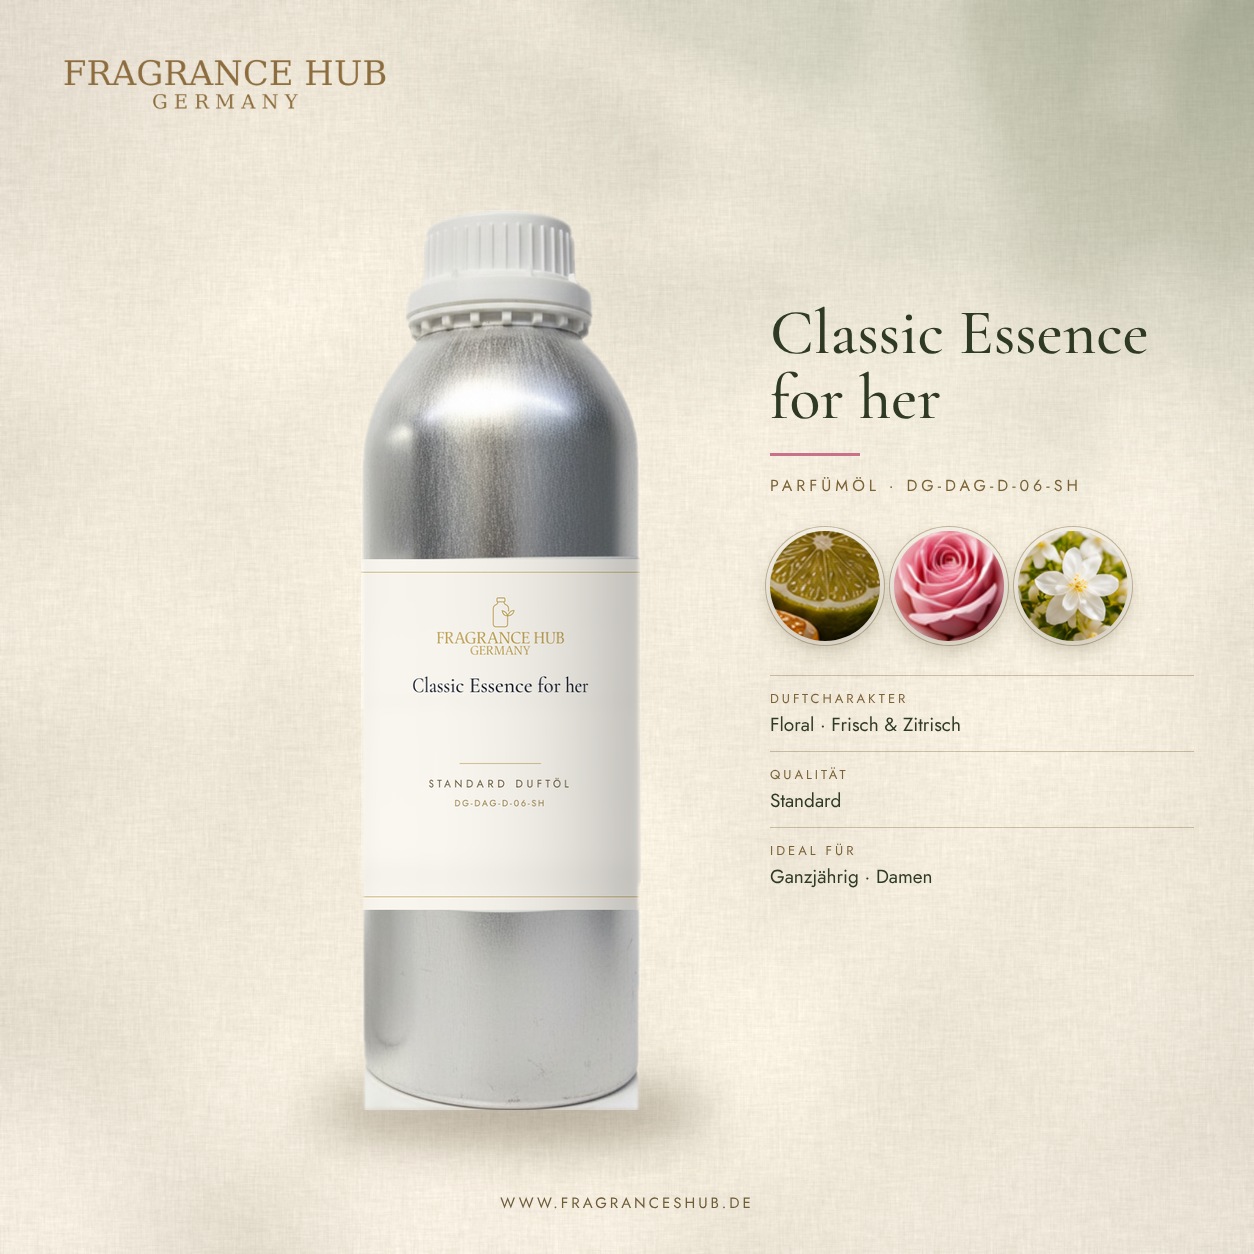 FRAGRANCE HUB
GERMANY
Classic Essence
for her
PARFÜMÖL · DG-DAG-D-06-SH
DUFTCHARAKTER
Floral · Frisch & Zitrisch
QUALITÄT
Standard
IDEAL FÜR
Ganzjährig · Damen
FRAGRANCE HUB
GERMANY
Classic Essence for her
STANDARD DUFTÖL
DG-DAG-D-06-SH
WWW.FRAGRANCESHUB.DE